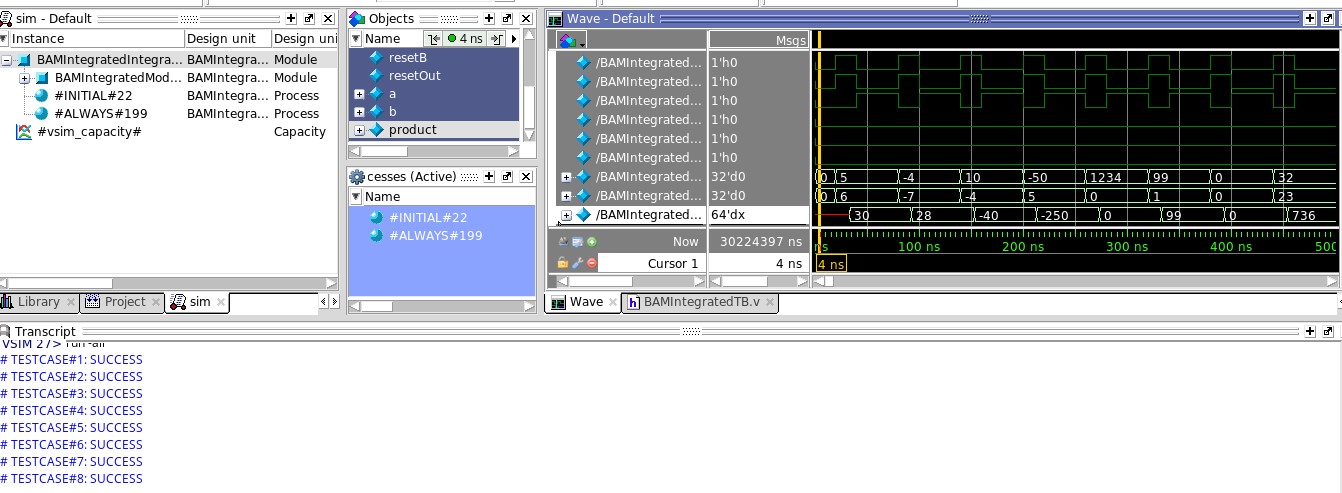 sim - Default
Instance Design unit Design uni
BAMIntegratedIntegra... BAMIntegra... Module
BAMIntegratedMod... BAMIntegra... Module
#INITIAL#22 BAMIntegra... Process
#ALWAYS#199 BAMIntegra... Process
#vsim_capacity# Capacity
Library Project sim
Objects
Name 4 ns
resetB
resetOut
a
b
product
cesses (Active)
Name
#INITIAL#22
#ALWAYS#199
Wave - Default
Msgs
/BAMIntegrated... 1'h0
/BAMIntegrated... 1'h0
/BAMIntegrated... 1'h0
/BAMIntegrated... 1'h0
/BAMIntegrated... 1'h0
/BAMIntegrated... 1'h0
/BAMIntegrated... 32'd0 0 5 -4 10 -50 1234 99 0 32
/BAMIntegrated... 32'd0 0 6 -7 -4 5 0 1 0 23
/BAMIntegrated... 64'dx 30 28 -40 -250 0 99 0 736
Now 30224397 ns ns 100 ns 200 ns 300 ns 400 ns 500
Cursor 1 4 ns 4 ns
Wave BAMIntegratedTB.v
Transcript
VSIM 27> run-all
# TESTCASE#1: SUCCESS
# TESTCASE#2: SUCCESS
# TESTCASE#3: SUCCESS
# TESTCASE#4: SUCCESS
# TESTCASE#5: SUCCESS
# TESTCASE#6: SUCCESS
# TESTCASE#7: SUCCESS
# TESTCASE#8: SUCCESS